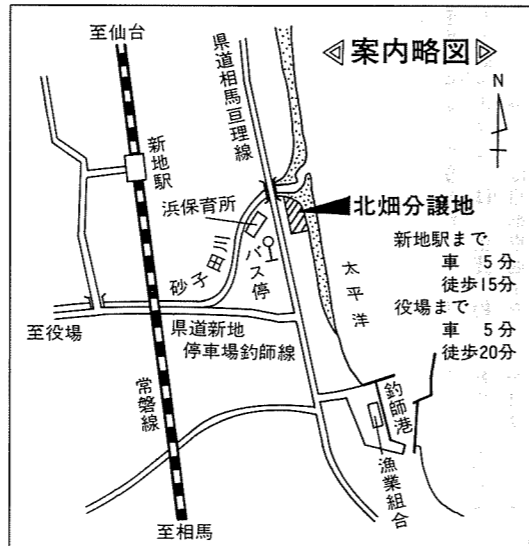 至仙台
県道相馬亘理線
◁案内略図▷
N
新地駅
浜保育所
北畑分譲地
砂子田川
バス停
太平洋
新地駅まで
車 5分
徒歩15分
役場まで
車 5分
徒歩20分
至役場
県道新地
停車場釣師線
常磐線
釣師港
漁業組合
至相馬